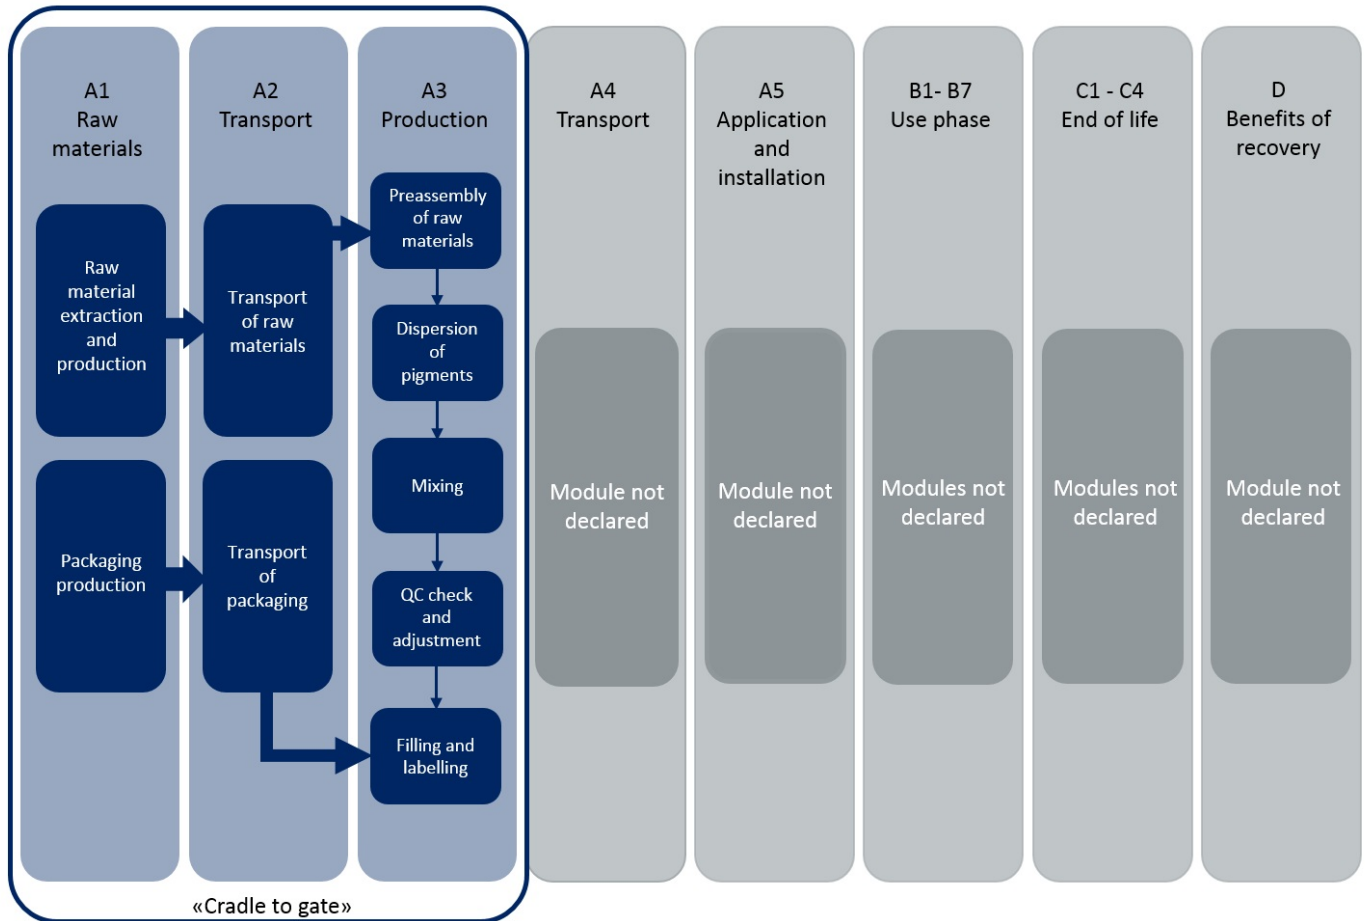 A1
Raw
materials
A2
Transport
A3
Production
A4
Transport
A5
Application
and
installation
B1- B7
Use phase
C1 - C4
End of life
D
Benefits of
recovery
Raw
material
extraction
and
production
Transport
of raw
materials
Preassembly
of raw
materials
Dispersion
of
pigments
Mixing
Packaging
production
Transport
of
packaging
QC check
and
adjustment
Filling and
labelling
Module not
declared
Module not
declared
Modules not
declared
Modules not
declared
Module not
declared
«Cradle to gate»